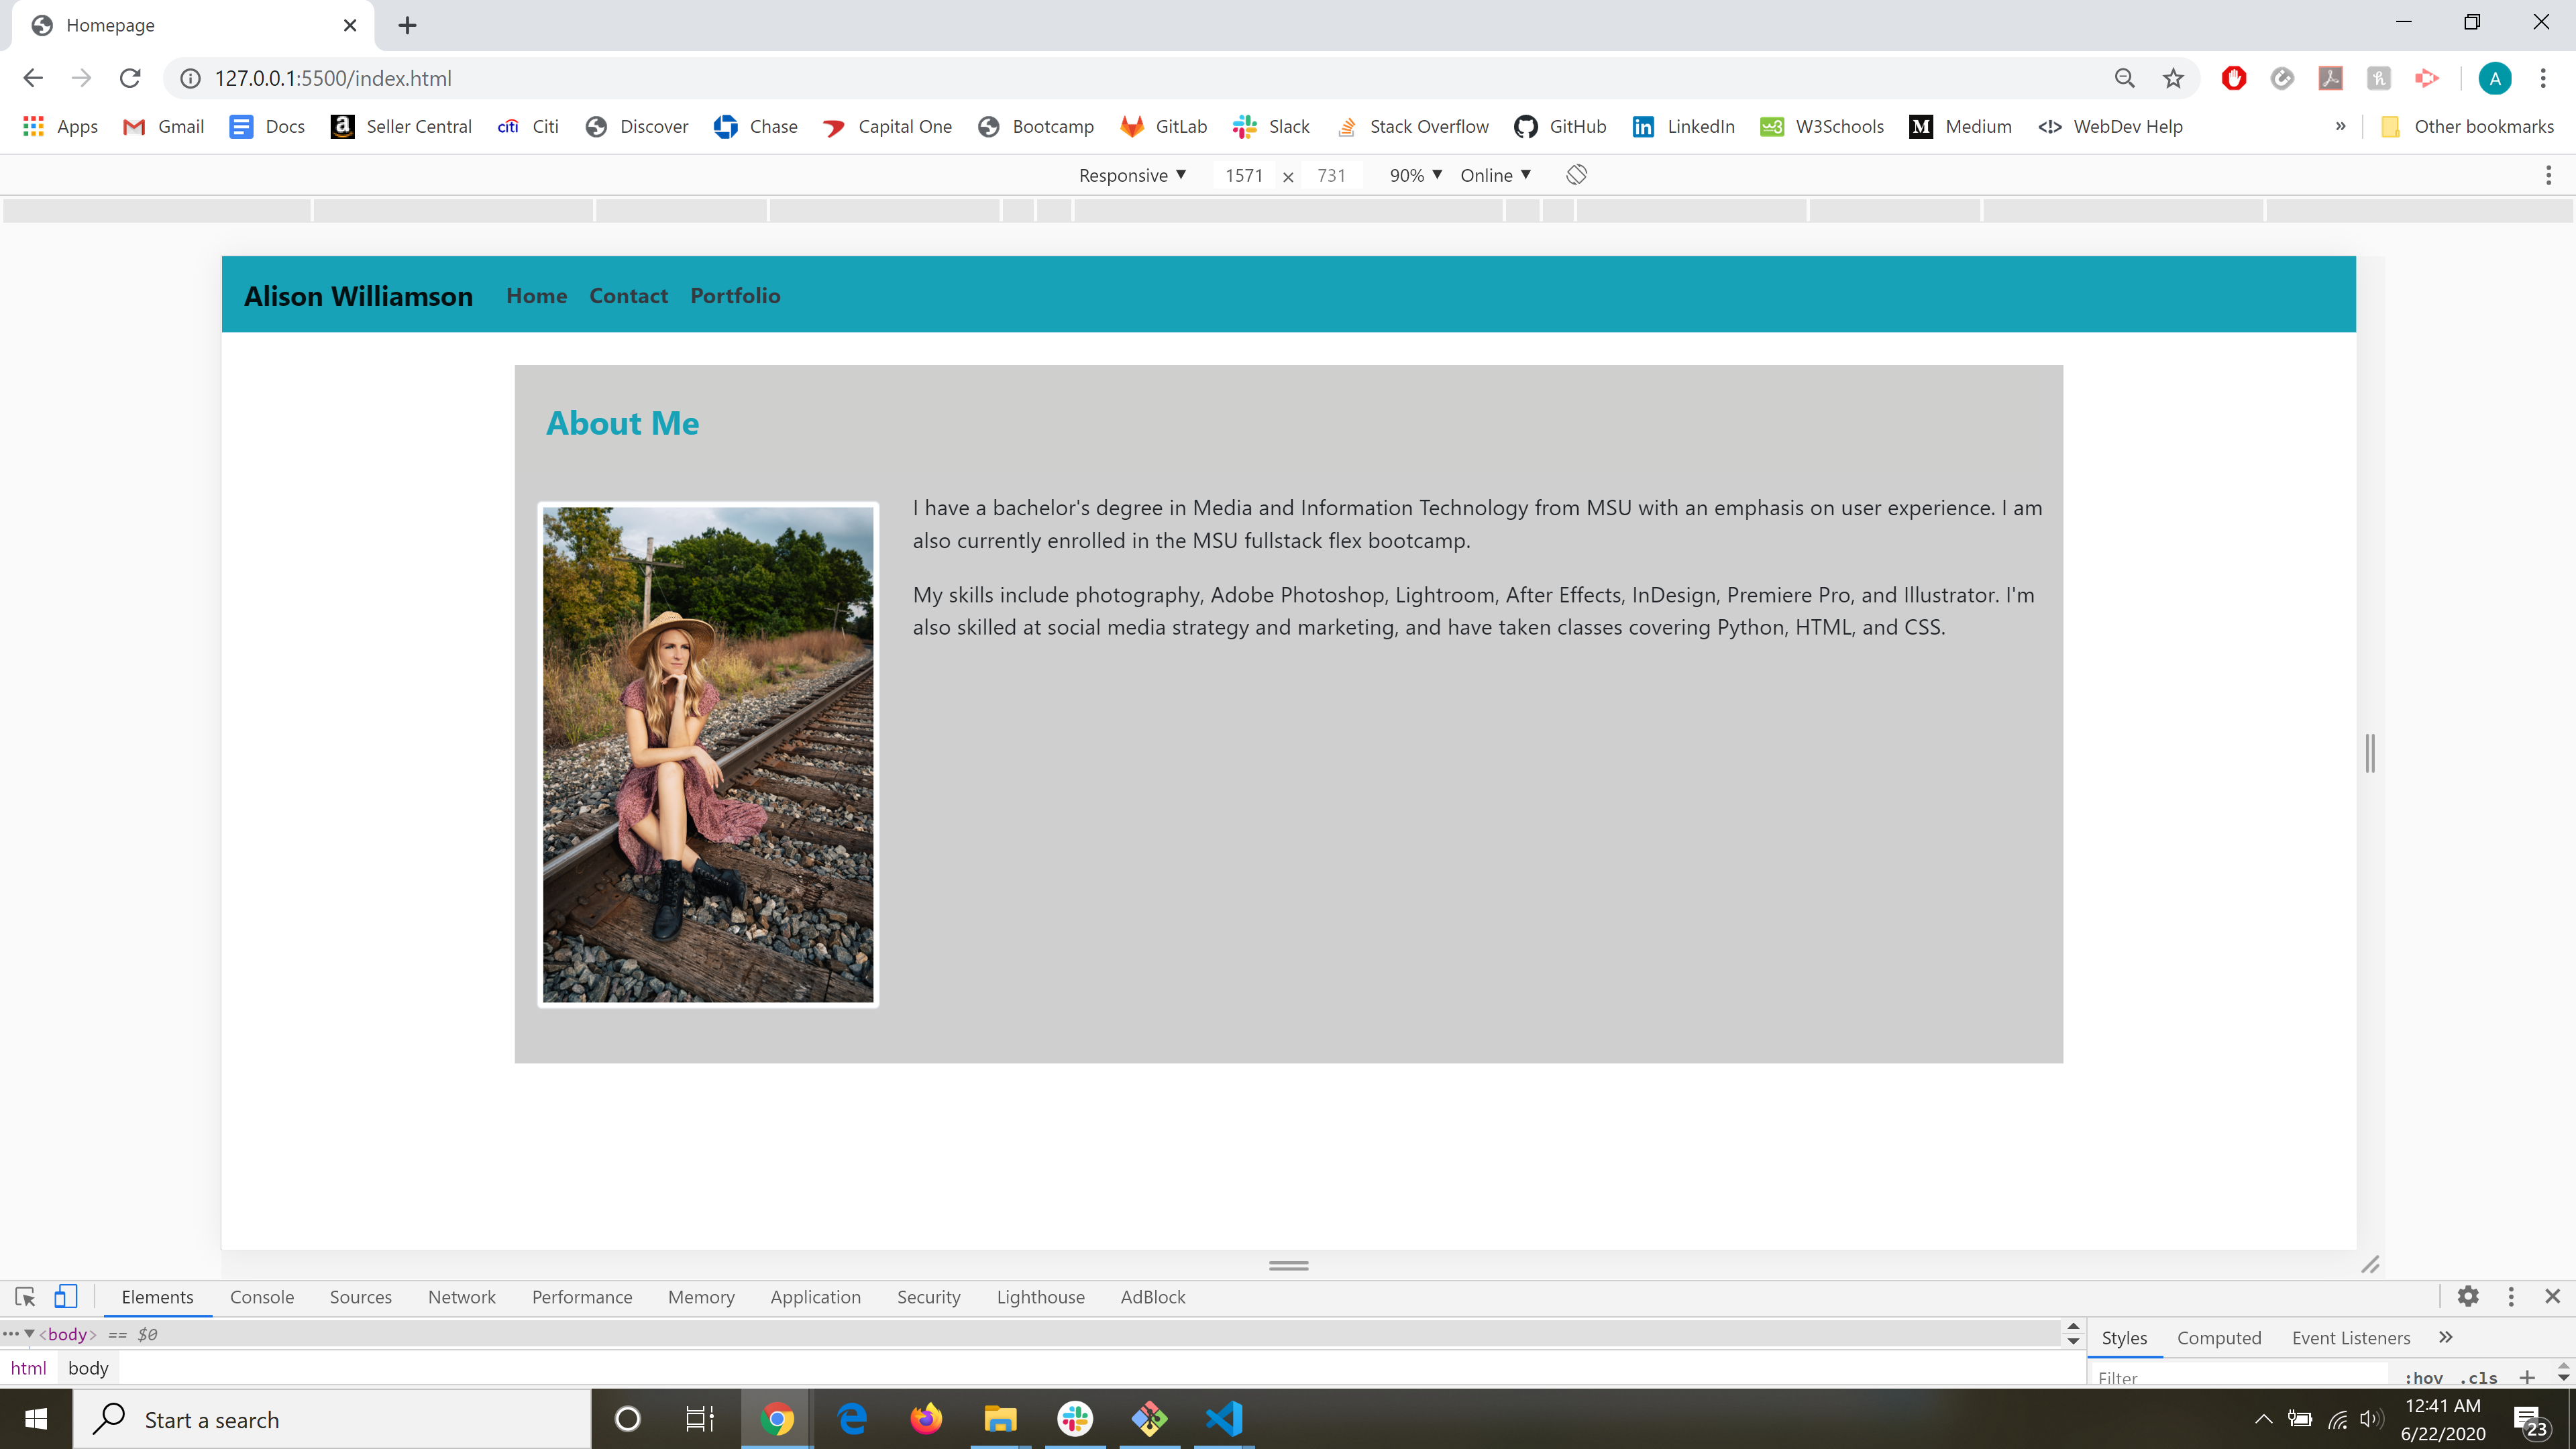 Homepage
127.0.0.1:5500/index.html
A
Apps Gmail Docs Seller Central citi Citi Discover Chase Capital One Bootcamp GitLab Slack Stack Overflow GitHub LinkedIn W3Schools Medium WebDev Help » Other bookmarks
Responsive ▼ 1571 × 731 90% ▼ Online ▼
Alison Williamson Home Contact Portfolio
About Me
I have a bachelor's degree in Media and Information Technology from MSU with an emphasis on user experience. I am
also currently enrolled in the MSU fullstack flex bootcamp.
My skills include photography, Adobe Photoshop, Lightroom, After Effects, InDesign, Premiere Pro, and Illustrator. I'm
also skilled at social media strategy and marketing, and have taken classes covering Python, HTML, and CSS.
Elements Console Sources Network Performance Memory Application Security Lighthouse AdBlock
••• ▼ <body> == $0
Styles Computed Event Listeners »
html body
Filter :hov .cls +
Start a search
12:41 AM
6/22/2020
23